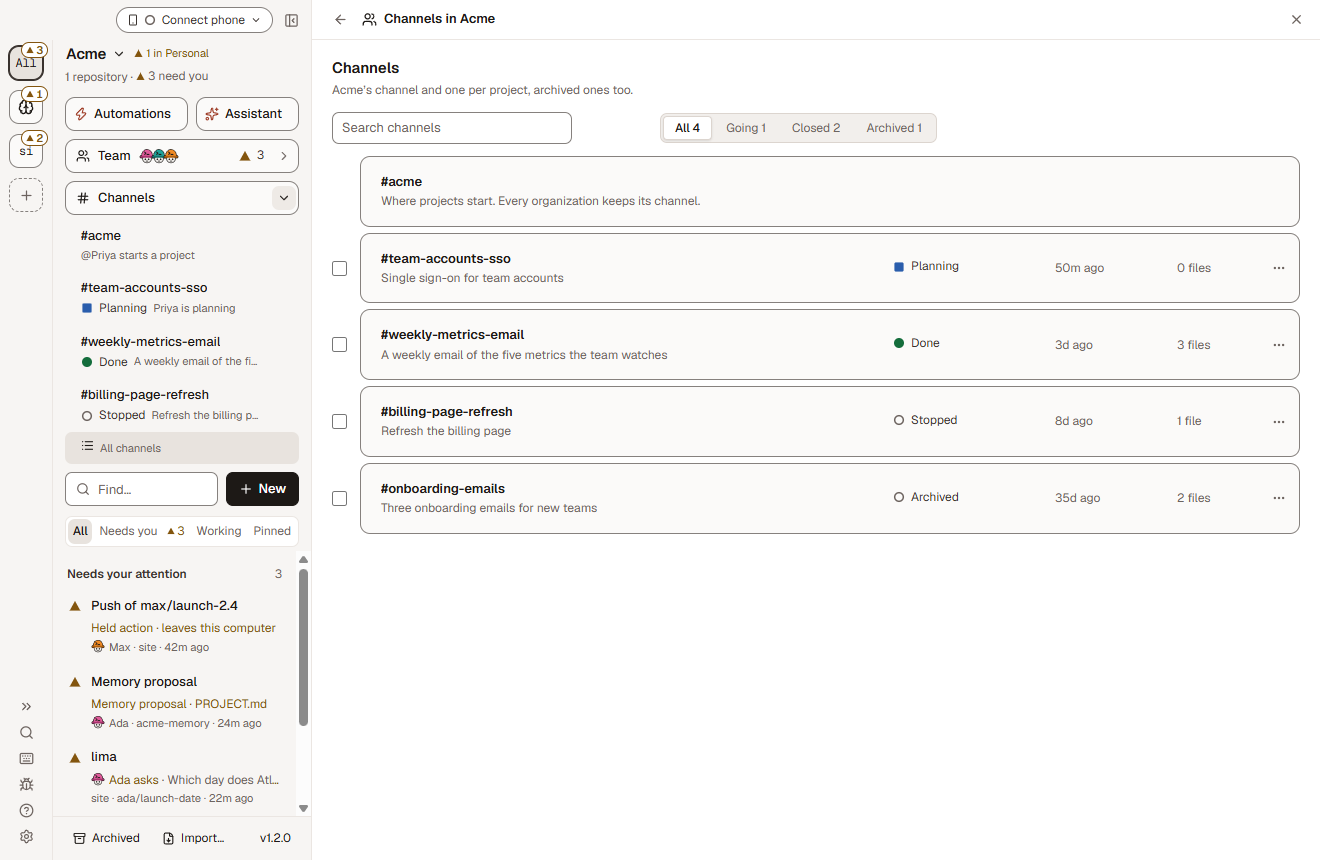 Connect phone
3
All
1
2
si
Acme
1 in Personal
1 repository · 3 need you
Automations
Assistant
Team
3
Channels
#acme
@Priya starts a project
#team-accounts-sso
Planning Priya is planning
#weekly-metrics-email
Done A weekly email of the fi...
#billing-page-refresh
Stopped Refresh the billing p...
All channels
Find...
New
All Needs you 3 Working Pinned
Needs your attention 3
Push of max/launch-2.4
Held action · leaves this computer
Max · site · 42m ago
Memory proposal
Memory proposal · PROJECT.md
Ada · acme-memory · 24m ago
lima
Ada asks · Which day does Atl...
site · ada/launch-date · 22m ago
Archived Import... v1.2.0
Channels in Acme
Channels
Acme's channel and one per project, archived ones too.
Search channels
All 4 Going 1 Closed 2 Archived 1
#acme
Where projects start. Every organization keeps its channel.
#team-accounts-sso
Single sign-on for team accounts
Planning 50m ago 0 files
#weekly-metrics-email
A weekly email of the five metrics the team watches
Done 3d ago 3 files
#billing-page-refresh
Refresh the billing page
Stopped 8d ago 1 file
#onboarding-emails
Three onboarding emails for new teams
Archived 35d ago 2 files